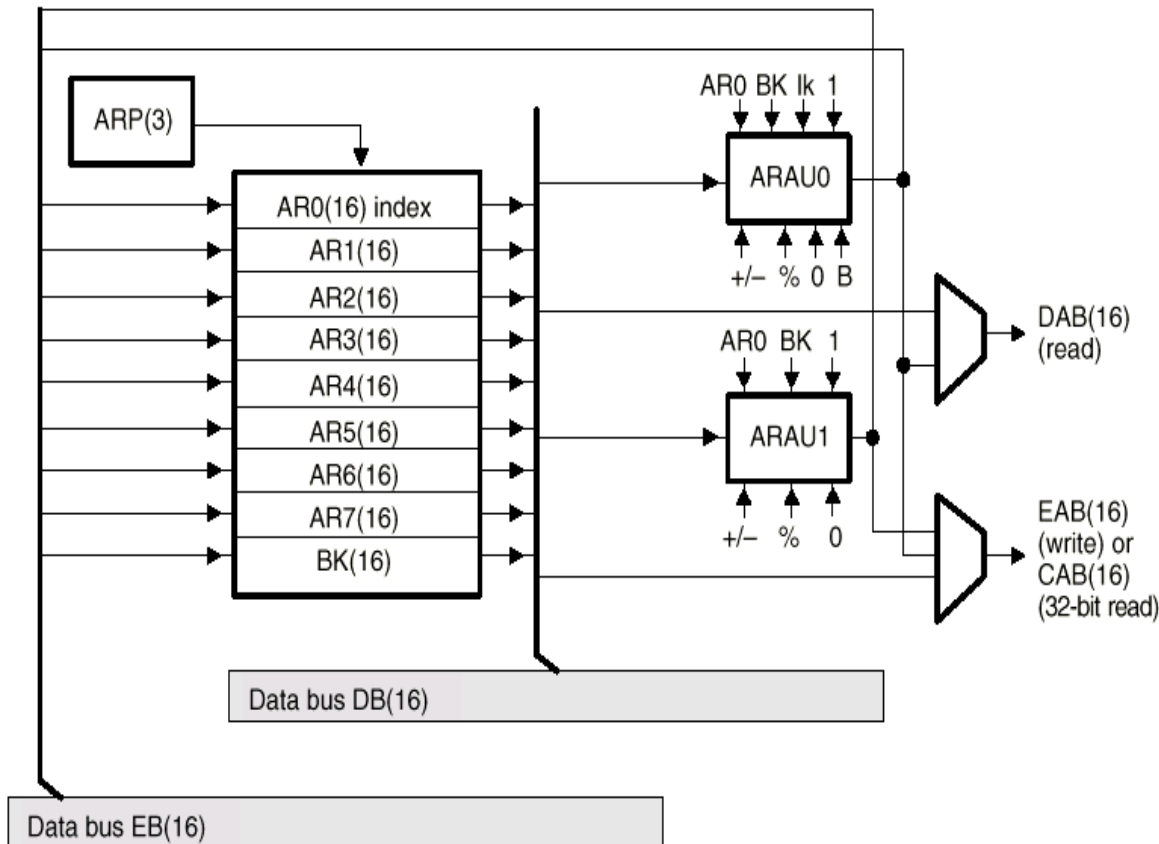 ARP(3)
AR0(16) index
AR1(16)
AR2(16)
AR3(16)
AR4(16)
AR5(16)
AR6(16)
AR7(16)
BK(16)
AR0 BK lk 1
ARAU0
+/– % 0 B
AR0 BK 1
ARAU1
+/– % 0
DAB(16)
(read)
EAB(16)
(write) or
CAB(16)
(32-bit read)
Data bus DB(16)
Data bus EB(16)